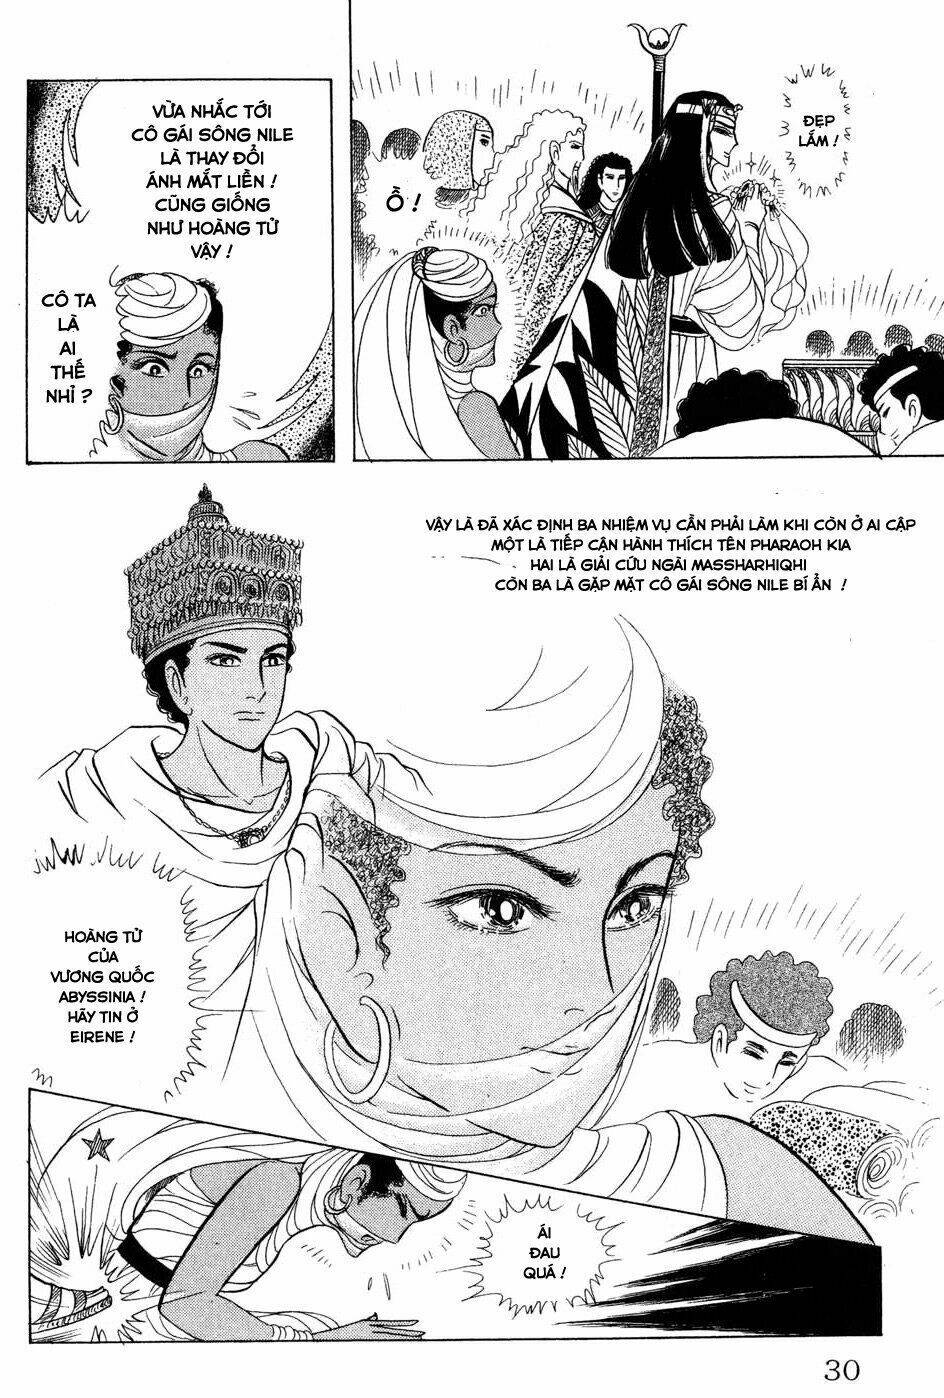 VỪA NHẮC TỚI
CÔ GÁI SÔNG NILE
LÀ THAY ĐỔI
ÁNH MẮT LIỀN !
CŨNG GIỐNG
NHƯ HOÀNG TỬ
VẬY !
CÔ TA
LÀ
AI
THẾ
NHỈ ?
ĐẸP
LẮM !
Ồ !
VẬY LÀ ĐÃ XÁC ĐỊNH BA NHIỆM VỤ CẦN PHẢI LÀM KHI CÒN Ở AI CẬP
MỘT LÀ TIẾP CẬN HÀNH THÍCH TÊN PHARAOH KIA
HAI LÀ GIẢI CỨU NGÀI MASSHARHIQHI
CÒN BA LÀ GẶP MẶT CÔ GÁI SÔNG NILE BÍ ẨN !
HOÀNG TỬ
CỦA
VƯƠNG QUỐC
ABYSSINIA !
HÃY TIN Ở
EIRENE !
ÁI
ĐAU
QUÁ !
30